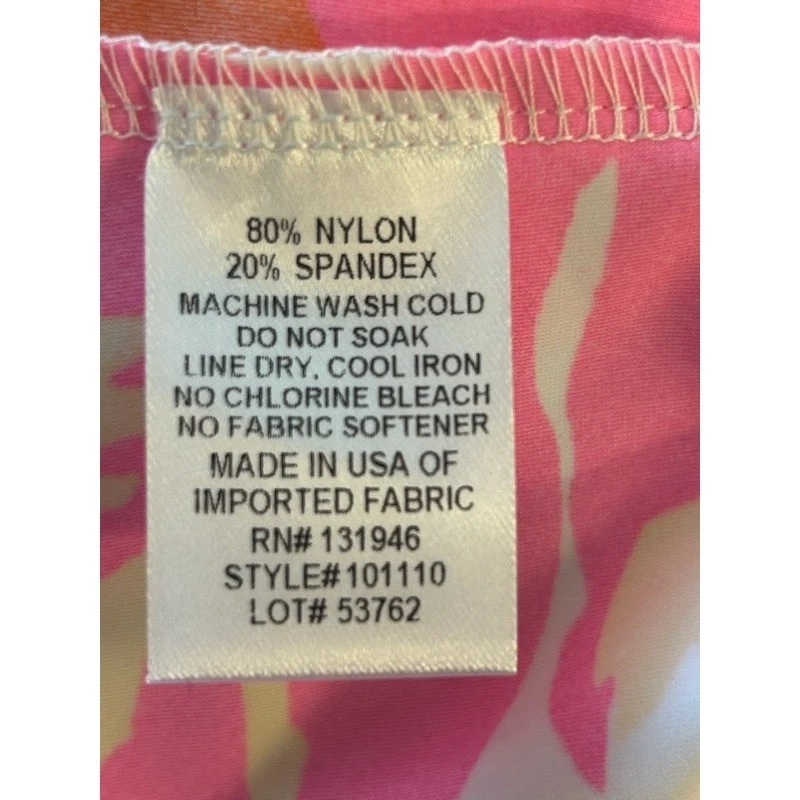 80% NYLON
20% SPANDEX
MACHINE WASH COLD
DO NOT SOAK
LINE DRY, COOL IRON
NO CHLORINE BLEACH
NO FABRIC SOFTENER
MADE IN USA OF
IMPORTED FABRIC
RN# 131946
STYLE#101110
LOT# 53762